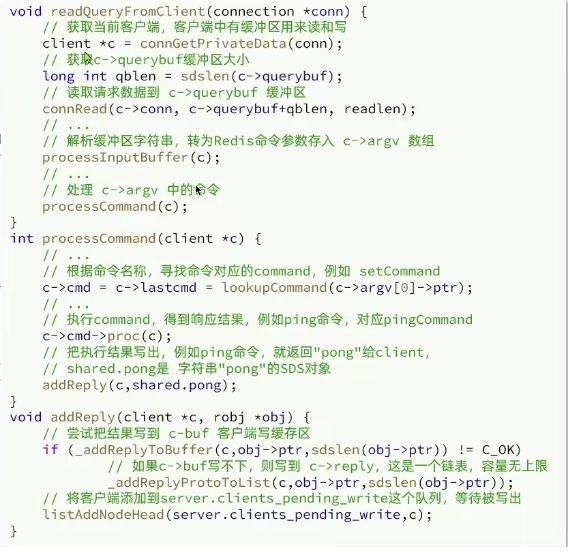 void readQueryFromClient(connection *conn) {
    // 获取当前客户端，客户端中有缓冲区用来读和写
    client *c = connGetPrivateData(conn);
    // 获取c->querybuf缓冲区大小
    long int qblen = sdslen(c->querybuf);
    // 读取请求数据到 c->querybuf 缓冲区
    connRead(c->conn, c->querybuf+qblen, readlen);
    // ...
    // 解析缓冲区字符串，转为Redis命令参数存入 c->argv 数组
    processInputBuffer(c);
    // ...
    // 处理 c->argv 中的命令
    processCommand(c);
}
int processCommand(client *c) {
    // ...
    // 根据命令名称，寻找命令对应的command，例如 setCommand
    c->cmd = c->lastcmd = lookupCommand(c->argv[0]->ptr);
    // ...
    // 执行command，得到响应结果，例如ping命令，对应pingCommand
    c->cmd->proc(c);
    // 把执行结果写出，例如ping命令，就返回"pong"给client，
    // shared.pong是 字符串"pong"的SDS对象
    addReply(c,shared.pong);
}
void addReply(client *c, robj *obj) {
    // 尝试把结果写到 c-buf 客户端写缓存区
    if (_addReplyToBuffer(c,obj->ptr,sdslen(obj->ptr)) != C_OK)
            // 如果c->buf写不下，则写到 c->reply，这是一个链表，容量无上限
            _addReplyProtoToList(c,obj->ptr,sdslen(obj->ptr));
    // 将客户端添加到server.clients_pending_write这个队列，等待被写出
    listAddNodeHead(server.clients_pending_write,c);
}